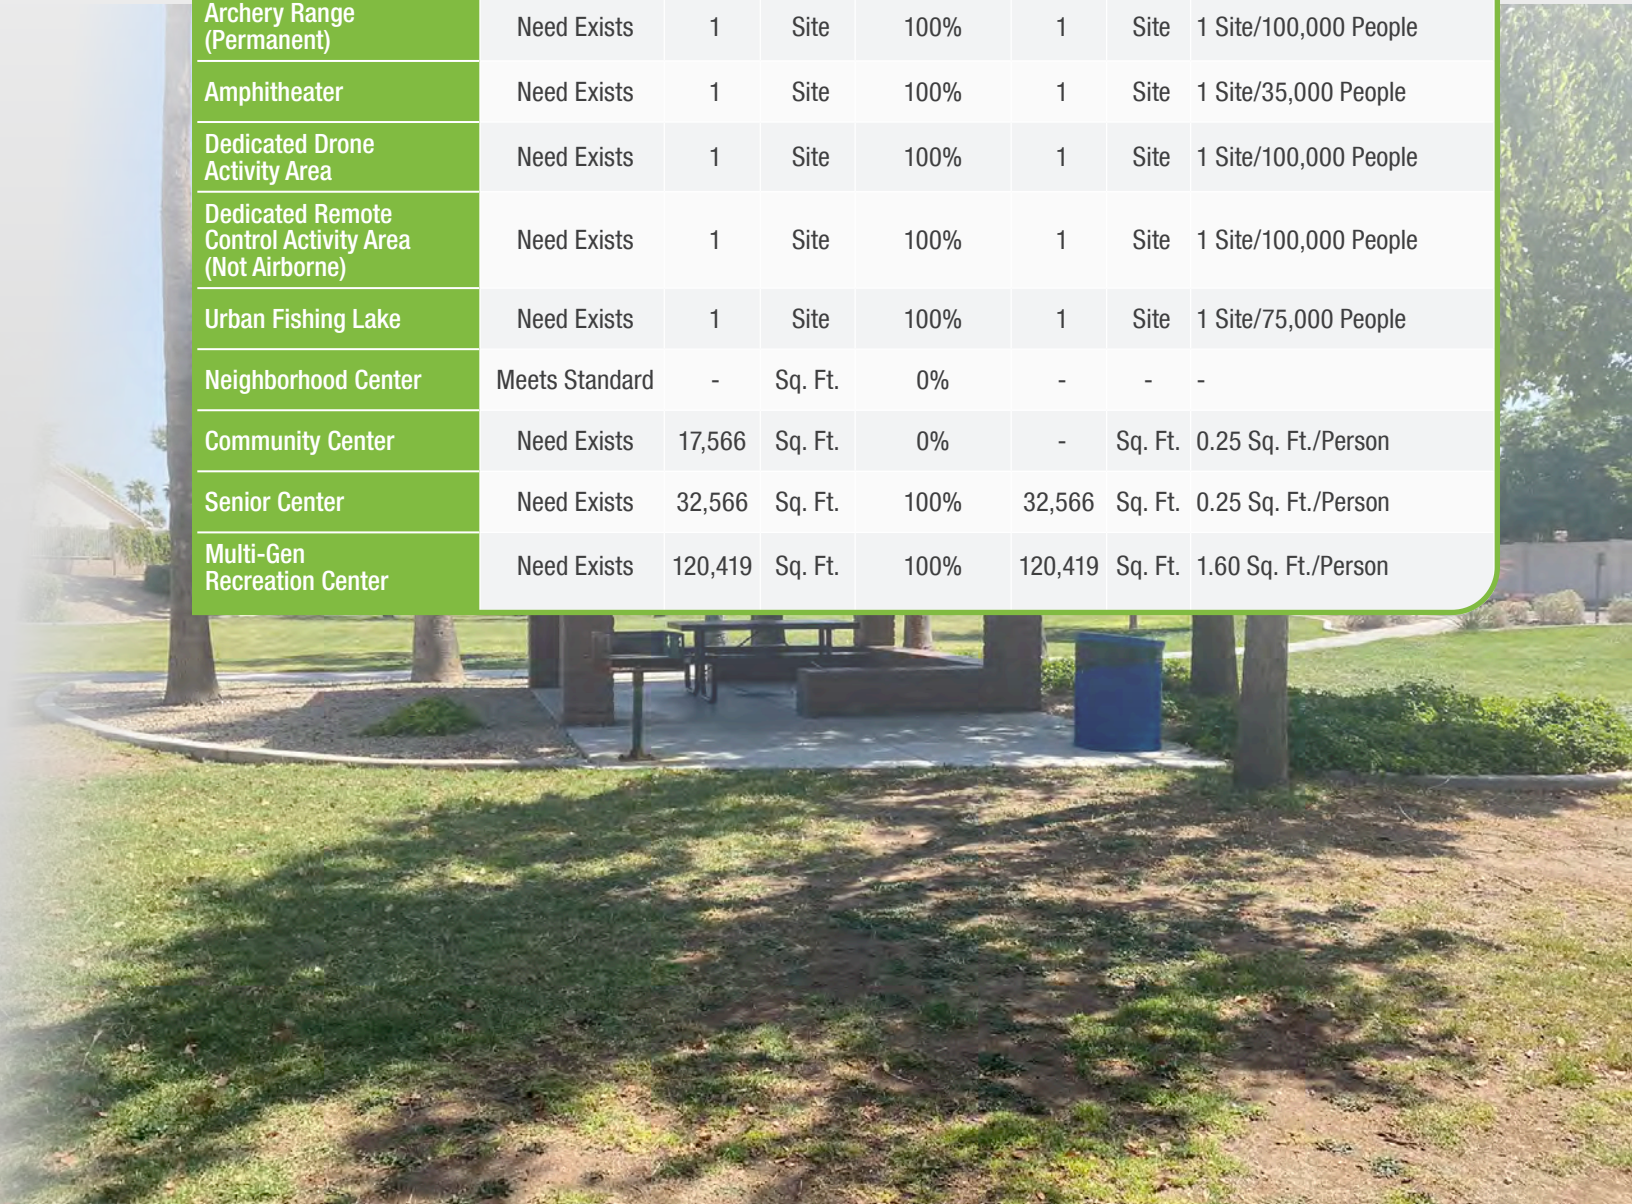 Archery Range
(Permanent) Need Exists 1 Site 100% 1 Site 1 Site/100,000 People
Amphitheater Need Exists 1 Site 100% 1 Site 1 Site/35,000 People
Dedicated Drone
Activity Area Need Exists 1 Site 100% 1 Site 1 Site/100,000 People
Dedicated Remote
Control Activity Area Need Exists 1 Site 100% 1 Site 1 Site/100,000 People
(Not Airborne)
Urban Fishing Lake Need Exists 1 Site 100% 1 Site 1 Site/75,000 People
Neighborhood Center Meets Standard - Sq. Ft. 0% - - -
Community Center Need Exists 17,566 Sq. Ft. 0% - Sq. Ft. 0.25 Sq. Ft./Person
Senior Center Need Exists 32,566 Sq. Ft. 100% 32,566 Sq. Ft. 0.25 Sq. Ft./Person
Multi-Gen
Recreation Center Need Exists 120,419 Sq. Ft. 100% 120,419 Sq. Ft. 1.60 Sq. Ft./Person